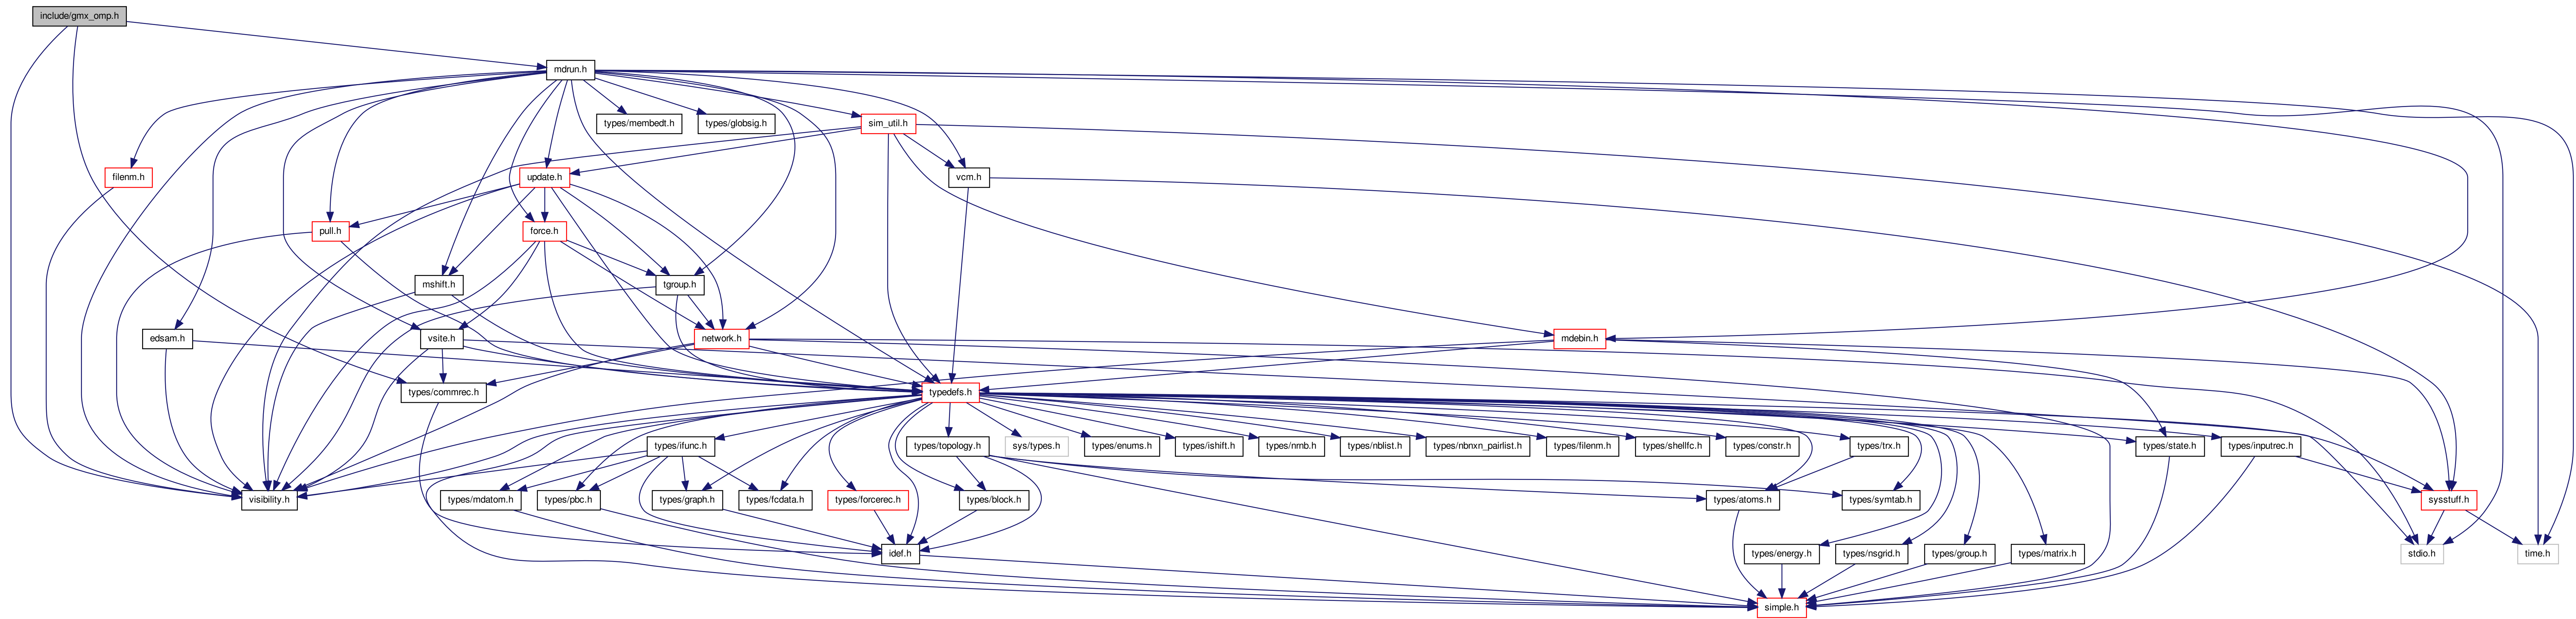 include/gmx_omp.h
mdrun.h
types/membedt.h
types/globsig.h
sim_util.h
filenm.h
update.h
vcm.h
pull.h
force.h
mshift.h
tgroup.h
edsam.h
vsite.h
network.h
mdebin.h
types/commrec.h
typedefs.h
types/ifunc.h
types/topology.h
sys/types.h
types/enums.h
types/ishift.h
types/nrnb.h
types/nblist.h
types/nbnxn_pairlist.h
types/filenm.h
types/shellfc.h
types/constr.h
types/trx.h
types/state.h
types/inputrec.h
visibility.h
types/mdatom.h
types/pbc.h
types/graph.h
types/fcdata.h
types/forcerec.h
types/block.h
types/atoms.h
types/symtab.h
sysstuff.h
idef.h
types/energy.h
types/nsgrid.h
types/group.h
types/matrix.h
stdio.h
time.h
simple.h